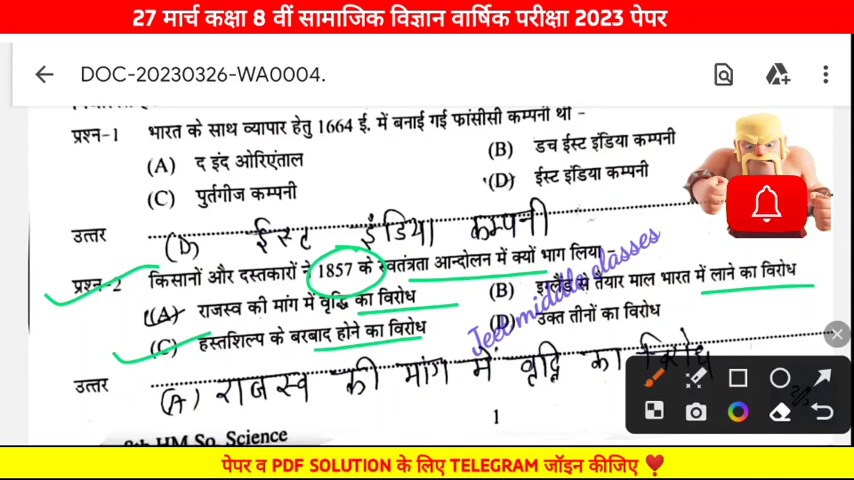 27 मार्च कक्षा 8 वीं सामाजिक विज्ञान वार्षिक परीक्षा 2023 पेपर
DOC-20230326-WA0004.
प्रश्न-1 भारत के साथ व्यापार हेतु 1664 ई. में बनाई गई फांसीसी कम्पनी थी -
(A) द इंद ओरिएंताल
(B) डच ईस्ट इंडिया कम्पनी
(C) पुर्तगीज कम्पनी
(D) ईस्ट इंडिया कम्पनी
उत्तर (D) ईस्ट इंडिया कम्पनी
प्रश्न-2 किसानों और दस्तकारों ने 1857 के स्वतंत्रता आन्दोलन में क्यों भाग लिया -
(A) राजस्व की मांग में वृद्धि का विरोध
(B) इंग्लैंड से तैयार माल भारत में लाने का विरोध
(C) हस्तशिल्प के बरबाद होने का विरोध
(D) उक्त तीनों का विरोध
Jeet middle classes
उत्तर (A) राजस्व की मांग में वृद्धि का विरोध
1
8th HM So. Science
पेपर व PDF SOLUTION के लिए TELEGRAM जॉइन कीजिए